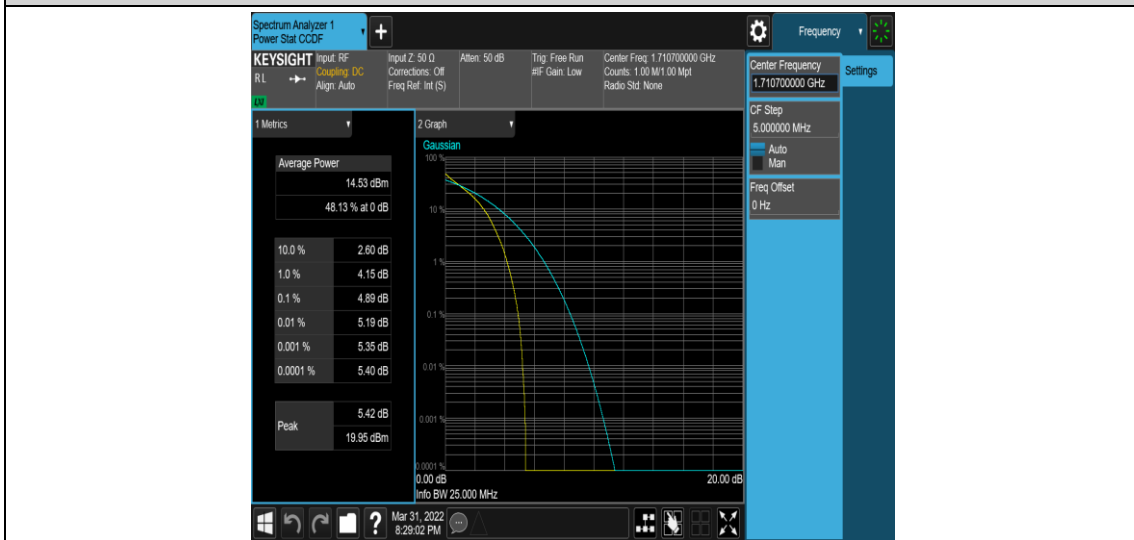 Spectrum Analyzer 1
Power Stat CCDF
Frequency
KEYSIGHT
RL
Input: RF
Coupling: DC
Align: Auto
Input Z: 50 Ω
Corrections: Off
Freq Ref: Int (S)
Atten: 50 dB
Trig: Free Run
#IF Gain: Low
Center Freq: 1.710700000 GHz
Counts: 1.00 M/1.00 Mpt
Radio Std: None
Center Frequency
1.710700000 GHz
Settings
CF Step
5.000000 MHz
Auto
Man
Freq Offset
0 Hz
1 Metrics
Average Power
14.53 dBm
48.13 % at 0 dB
10.0 % 2.60 dB
1.0 % 4.15 dB
0.1 % 4.89 dB
0.01 % 5.19 dB
0.001 % 5.35 dB
0.0001 % 5.40 dB
Peak
5.42 dB
19.95 dBm
2 Graph
Gaussian
100 %
10 %
1 %
0.1 %
0.01 %
0.001 %
0.0001 %
0.00 dB 20.00 dB
Info BW 25.000 MHz
?
Mar 31, 2022
8:29:02 PM